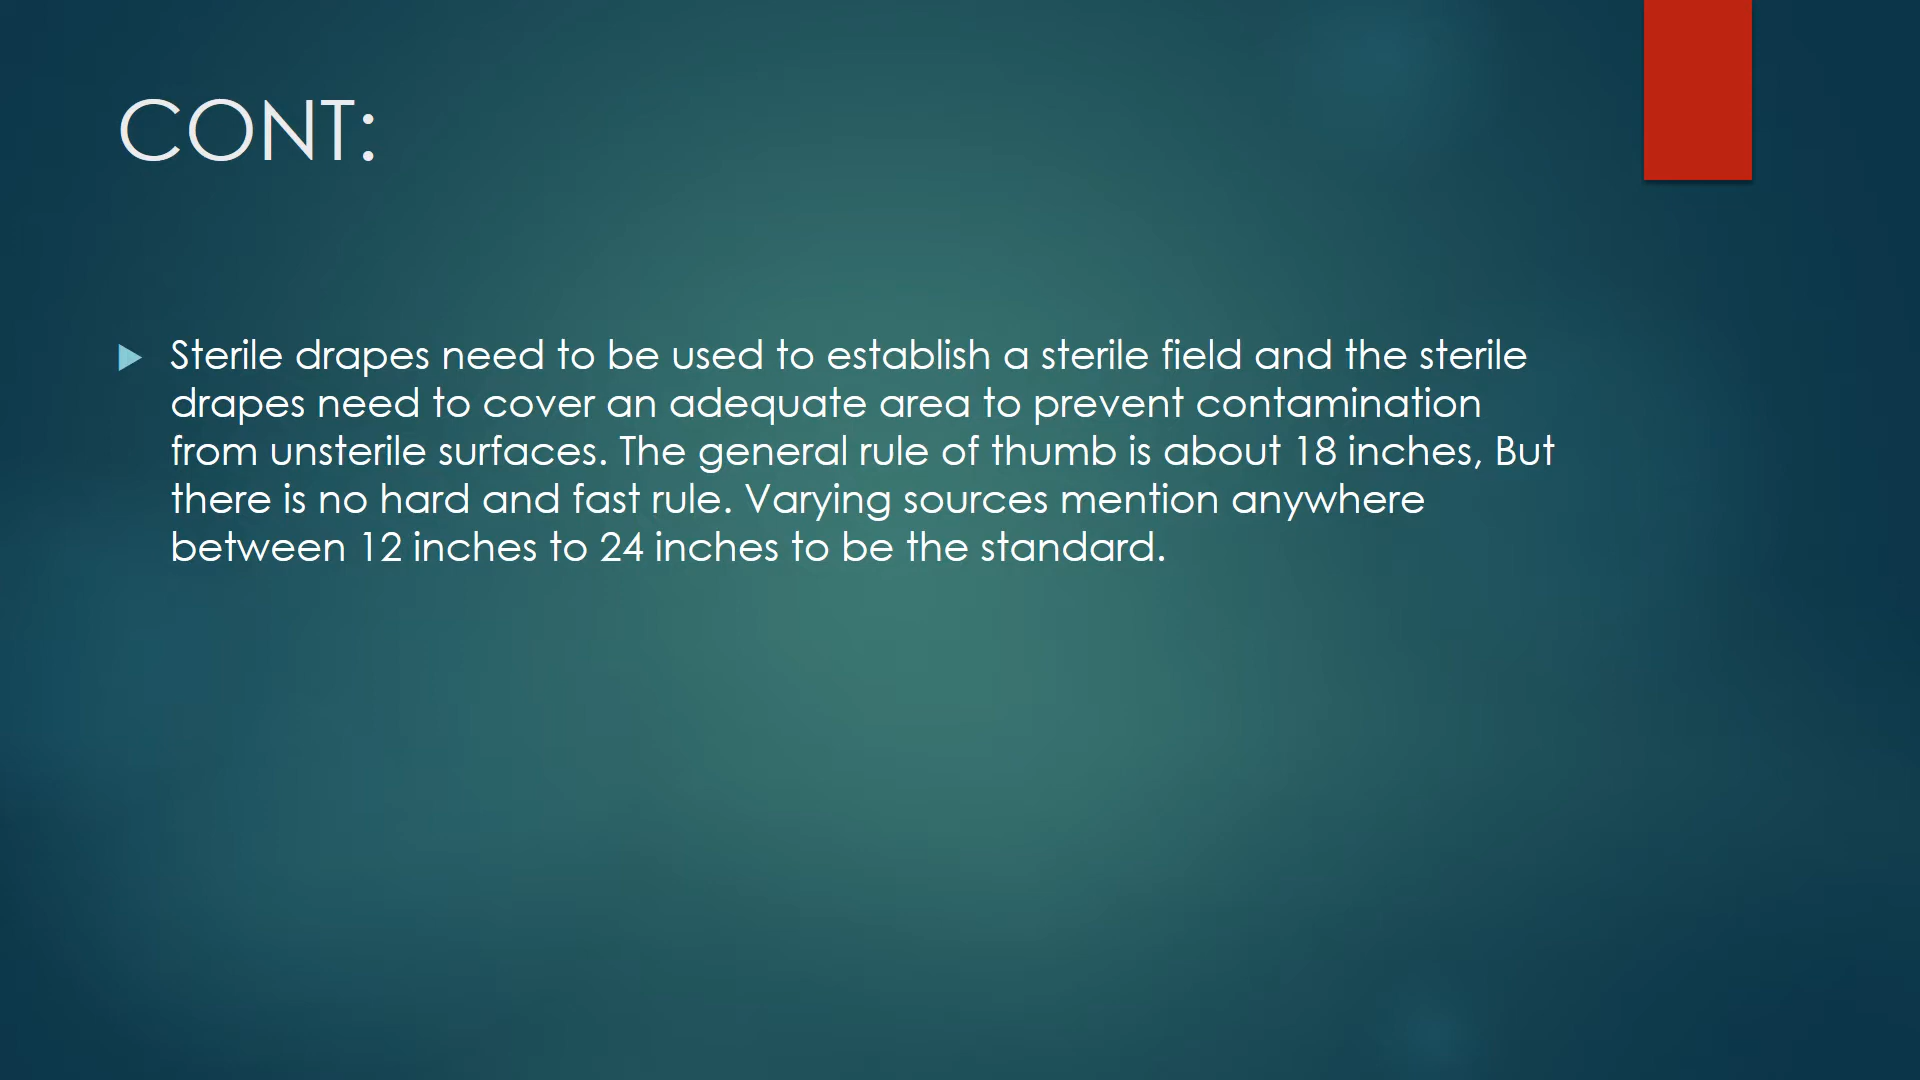 CONT:
Sterile drapes need to be used to establish a sterile field and the sterile
drapes need to cover an adequate area to prevent contamination
from unsterile surfaces. The general rule of thumb is about 18 inches, But
there is no hard and fast rule. Varying sources mention anywhere
between 12 inches to 24 inches to be the standard.